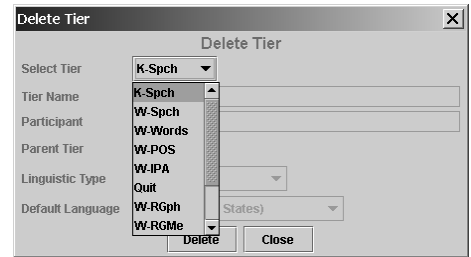 Delete Tier
Delete Tier
Select Tier K-Spch
Tier Name K-Spch
W-Spch
Participant W-Words
Parent Tier W-POS
W-IPA
Linguistic Type Quit
Default Language W-RGph States)
W-RGMe
Delete Close